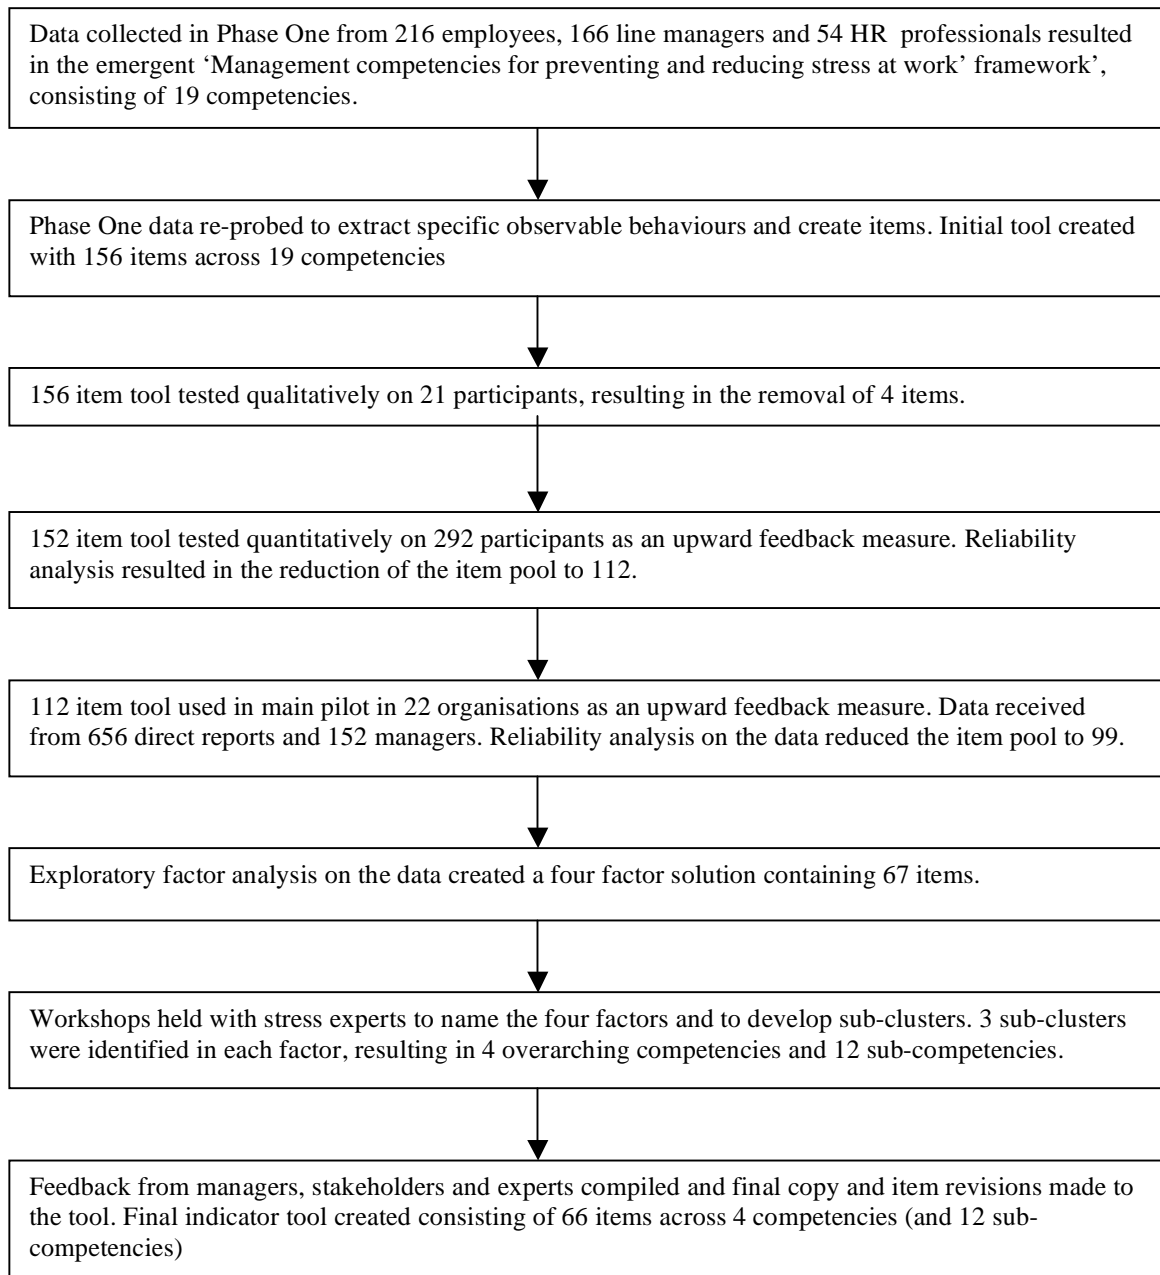 Data collected in Phase One from 216 employees, 166 line managers and 54 HR  professionals resulted
in the emergent ‘Management competencies for preventing and reducing stress at work’ framework’,
consisting of 19 competencies.
Phase One data re-probed to extract specific observable behaviours and create items. Initial tool created
with 156 items across 19 competencies
156 item tool tested qualitatively on 21 participants, resulting in the removal of 4 items.
152 item tool tested quantitatively on 292 participants as an upward feedback measure. Reliability
analysis resulted in the reduction of the item pool to 112.
112 item tool used in main pilot in 22 organisations as an upward feedback measure. Data received
from 656 direct reports and 152 managers. Reliability analysis on the data reduced the item pool to 99.
Exploratory factor analysis on the data created a four factor solution containing 67 items.
Workshops held with stress experts to name the four factors and to develop sub-clusters. 3 sub-clusters
were identified in each factor, resulting in 4 overarching competencies and 12 sub-competencies.
Feedback from managers, stakeholders and experts compiled and final copy and item revisions made to
the tool. Final indicator tool created consisting of 66 items across 4 competencies (and 12 sub-
competencies)